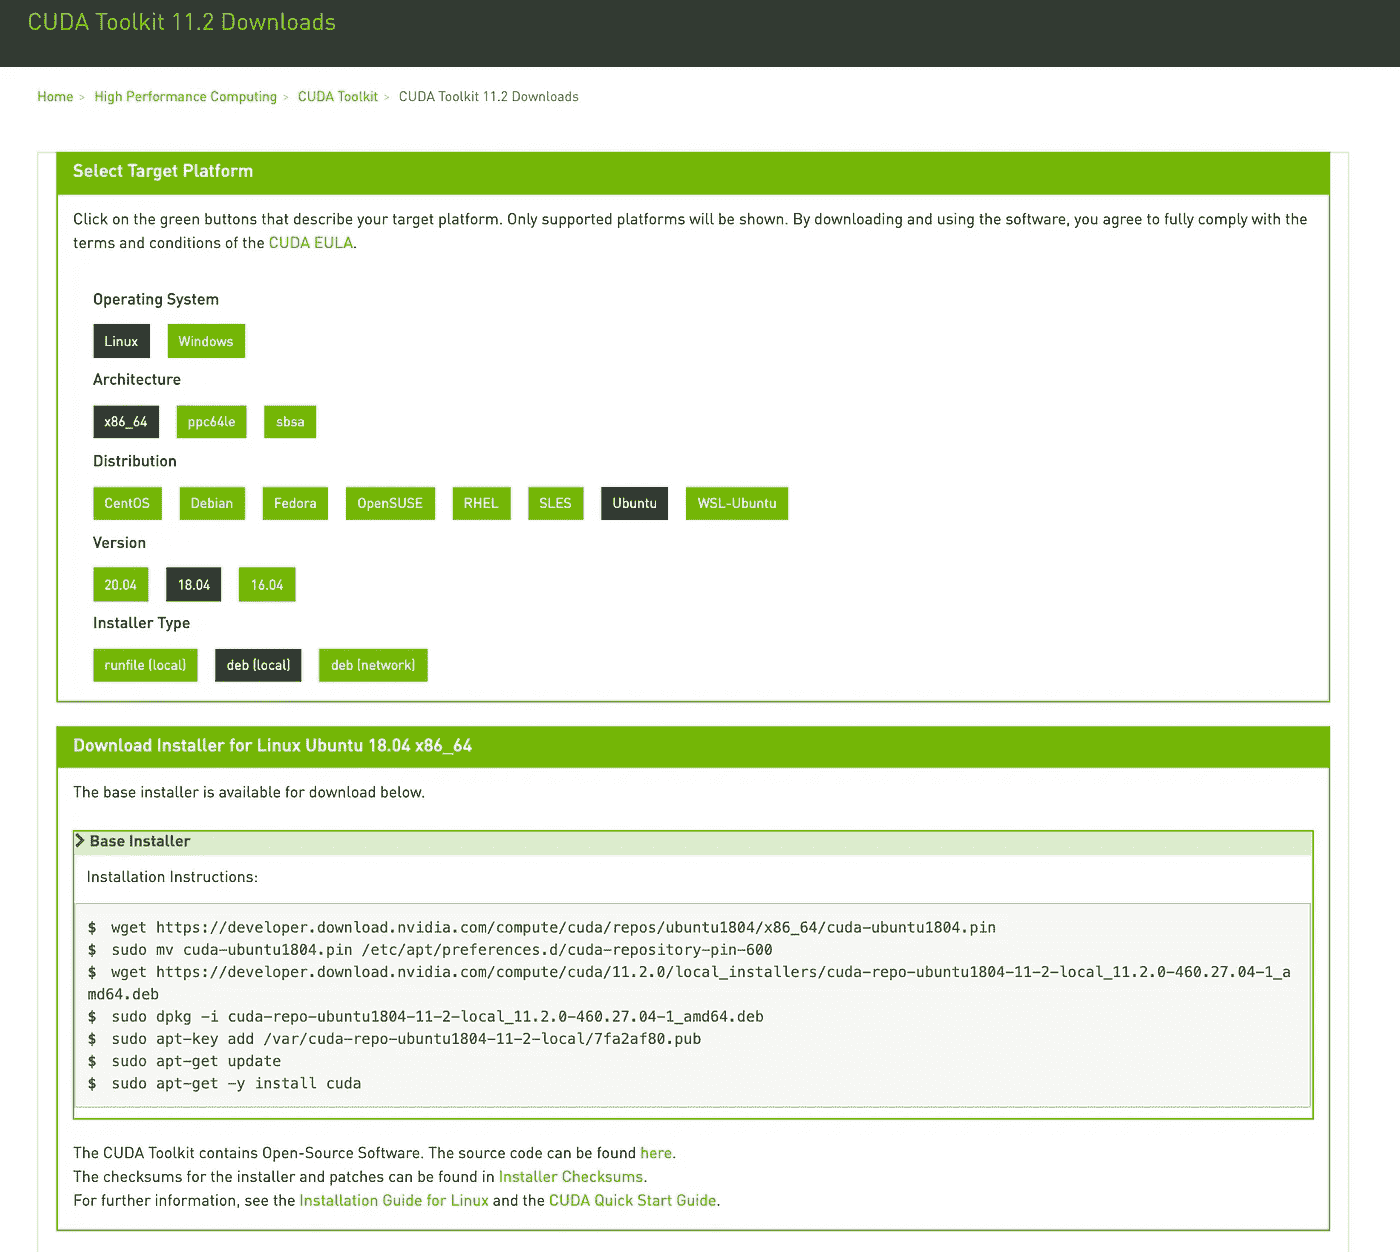 CUDA Toolkit 11.2 Downloads
Home > High Performance Computing > CUDA Toolkit > CUDA Toolkit 11.2 Downloads
Select Target Platform
Click on the green buttons that describe your target platform. Only supported platforms will be shown. By downloading and using the software, you agree to fully comply with the
terms and conditions of the CUDA EULA.
Operating System
Linux Windows
Architecture
x86_64 ppc64le sbsa
Distribution
CentOS Debian Fedora OpenSUSE RHEL SLES Ubuntu WSL-Ubuntu
Version
20.04 18.04 16.04
Installer Type
runfile (local) deb (local) deb (network)
Download Installer for Linux Ubuntu 18.04 x86_64
The base installer is available for download below.
> Base Installer
Installation Instructions:
$ wget https://developer.download.nvidia.com/compute/cuda/repos/ubuntu1804/x86_64/cuda-ubuntu1804.pin
$ sudo mv cuda-ubuntu1804.pin /etc/apt/preferences.d/cuda-repository-pin-600
$ wget https://developer.download.nvidia.com/compute/cuda/11.2.0/local_installers/cuda-repo-ubuntu1804-11-2-local_11.2.0-460.27.04-1_a
md64.deb
$ sudo dpkg -i cuda-repo-ubuntu1804-11-2-local_11.2.0-460.27.04-1_amd64.deb
$ sudo apt-key add /var/cuda-repo-ubuntu1804-11-2-local/7fa2af80.pub
$ sudo apt-get update
$ sudo apt-get -y install cuda
The CUDA Toolkit contains Open-Source Software. The source code can be found here.
The checksums for the installer and patches can be found in Installer Checksums.
For further information, see the Installation Guide for Linux and the CUDA Quick Start Guide.